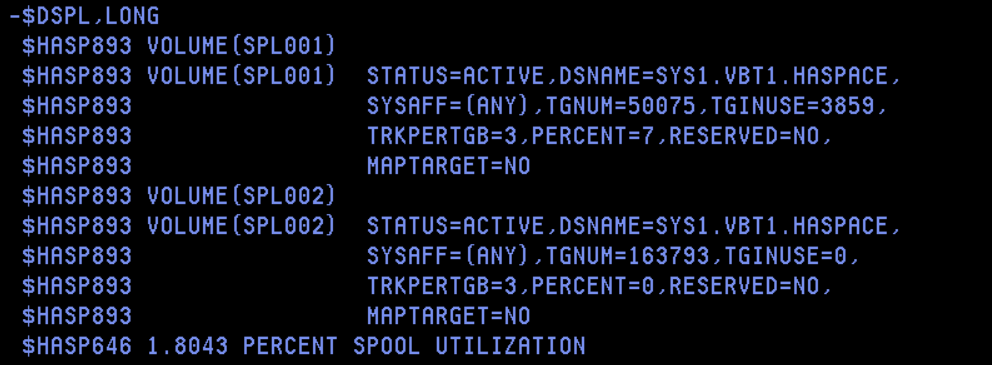 -$DSPL,LONG
$HASP893 VOLUME(SPL001)
$HASP893 VOLUME(SPL001)  STATUS=ACTIVE,DSNAME=SYS1.VBT1.HASPACE,
$HASP893                 SYSAFF=(ANY),TGNUM=50075,TGINUSE=3859,
$HASP893                 TRKPERTGB=3,PERCENT=7,RESERVED=NO,
$HASP893                 MAPTARGET=NO
$HASP893 VOLUME(SPL002)
$HASP893 VOLUME(SPL002)  STATUS=ACTIVE,DSNAME=SYS1.VBT1.HASPACE,
$HASP893                 SYSAFF=(ANY),TGNUM=163793,TGINUSE=0,
$HASP893                 TRKPERTGB=3,PERCENT=0,RESERVED=NO,
$HASP893                 MAPTARGET=NO
$HASP646 1.8043 PERCENT SPOOL UTILIZATION